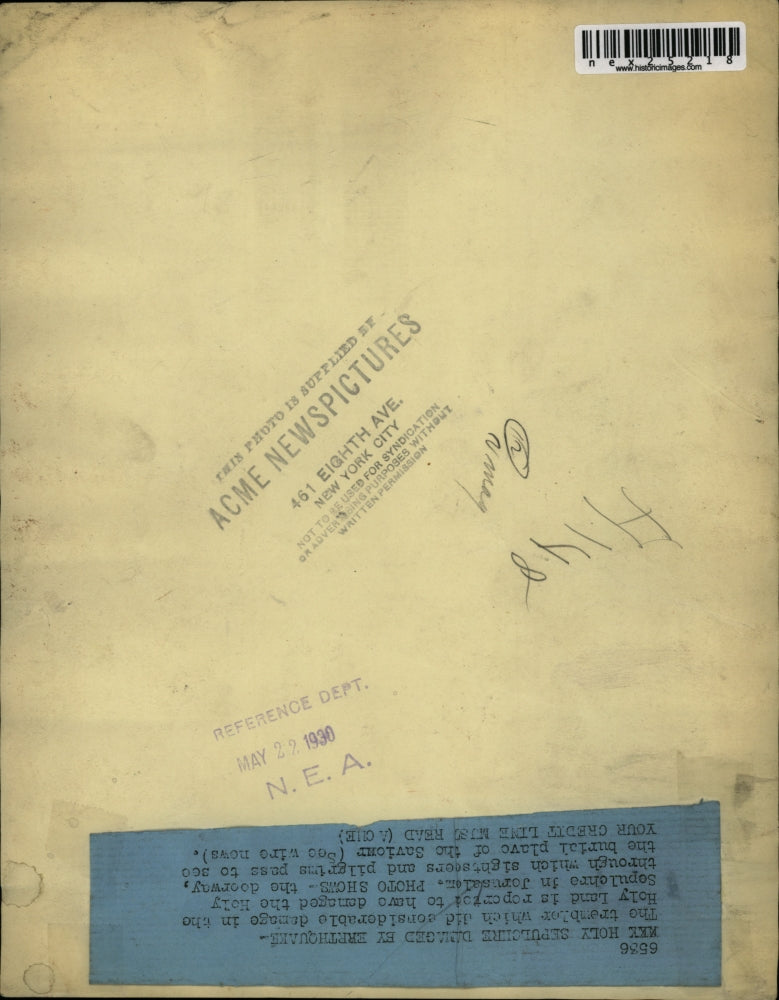 nex25218
www.historicimages.com
THIS PHOTO IS SUPPLIED BY
ACME NEWSPICTURES
461 EIGHTH AVE.
NEW YORK CITY
NOT TO BE USED FOR SYNDICATION
OR ADVERTISING PURPOSES WITHOUT
WRITTEN PERMISSION
REFERENCE DEPT.
MAY 22 1930
N. E. A.
6536
HOLY SEPULCHRE DAMAGED BY ERRTHQUAKE-
The tremblor which did considerable damage in the
Holy Land is reported to have damaged the Holy
Sepulchre in Jerusalem. PHOTO SHOWS- the doorway,
through which sightseers and pilgrims pass to see
the burial plave of the Saviour (See wire news).
YOUR CREDIT LINE MUST READ (ACME)